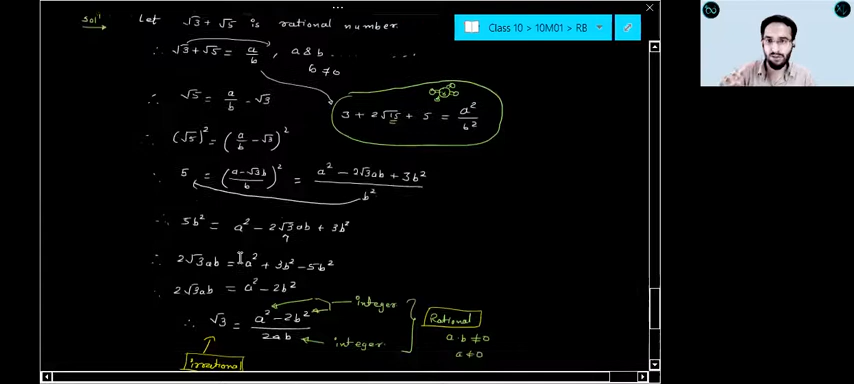 Solⁿ Let √3 + √5 is rational number.
∴ √3+√5 = a/b , a & b ... ...
b ≠ 0
∴ √5 = a/b - √3
3 + 2√15 + 5 = a²/b²
∴ (√5)² = (a/b - √3)²
∴ 5 = ((a-√3b)/b)² = (a² - 2√3ab + 3b²)/b²
∴ 5b² = a² - 2√3ab + 3b²
∴ 2√3ab = a² + 3b² - 5b²
∴ 2√3ab = a² - 2b²
∴ √3 = (a² - 2b²)/2ab
integer
integer.
Rational
a·b ≠ 0
a ≠ 0
irrational
Class 10 > 10M01 > RB